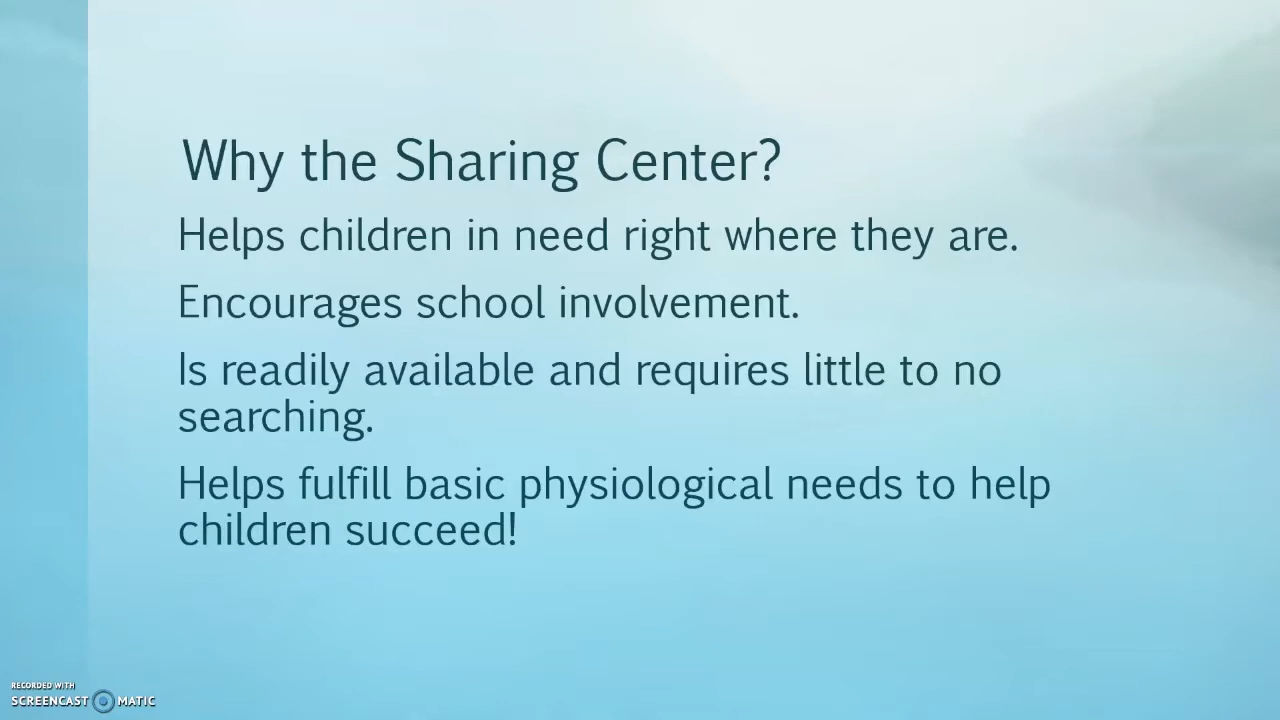 Why the Sharing Center?
Helps children in need right where they are.
Encourages school involvement.
Is readily available and requires little to no
searching.
Helps fulfill basic physiological needs to help
children succeed!
RECORDED WITH
SCREENCAST MATIC